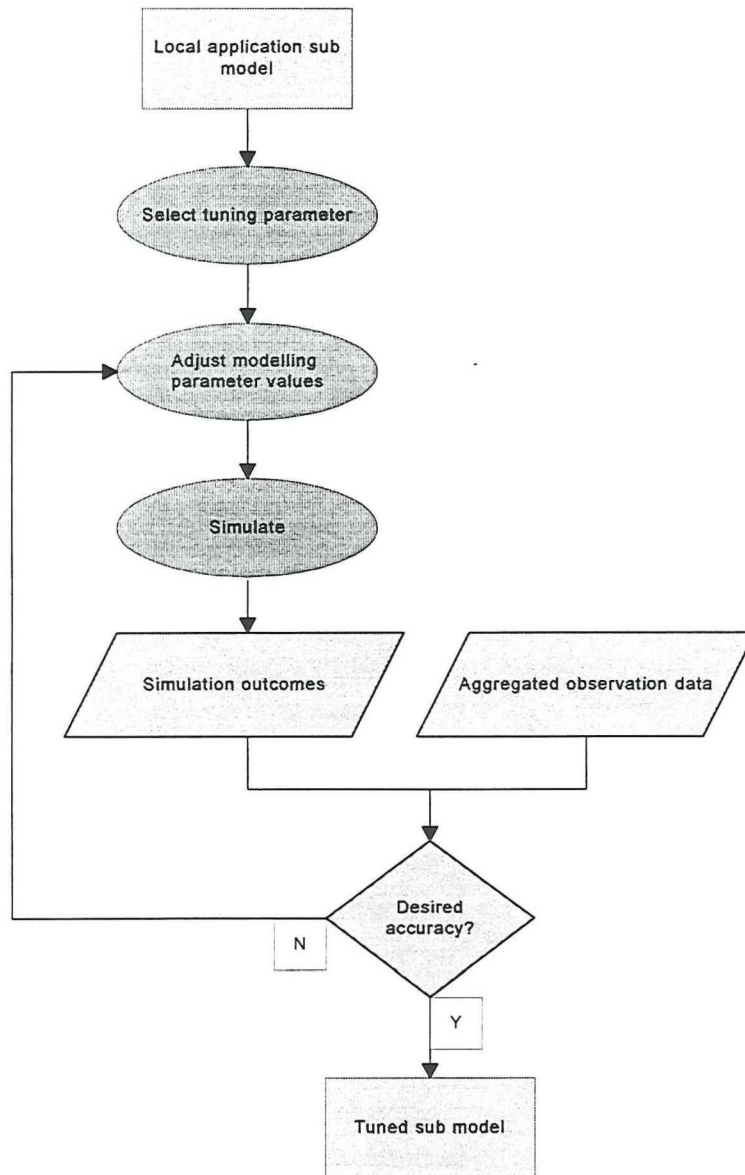 Local application sub
model
Select tuning parameter
Adjust modelling
parameter values
Simulate
Simulation outcomes
Aggregated observation data
Desired
accuracy?
N
Y
Tuned sub model